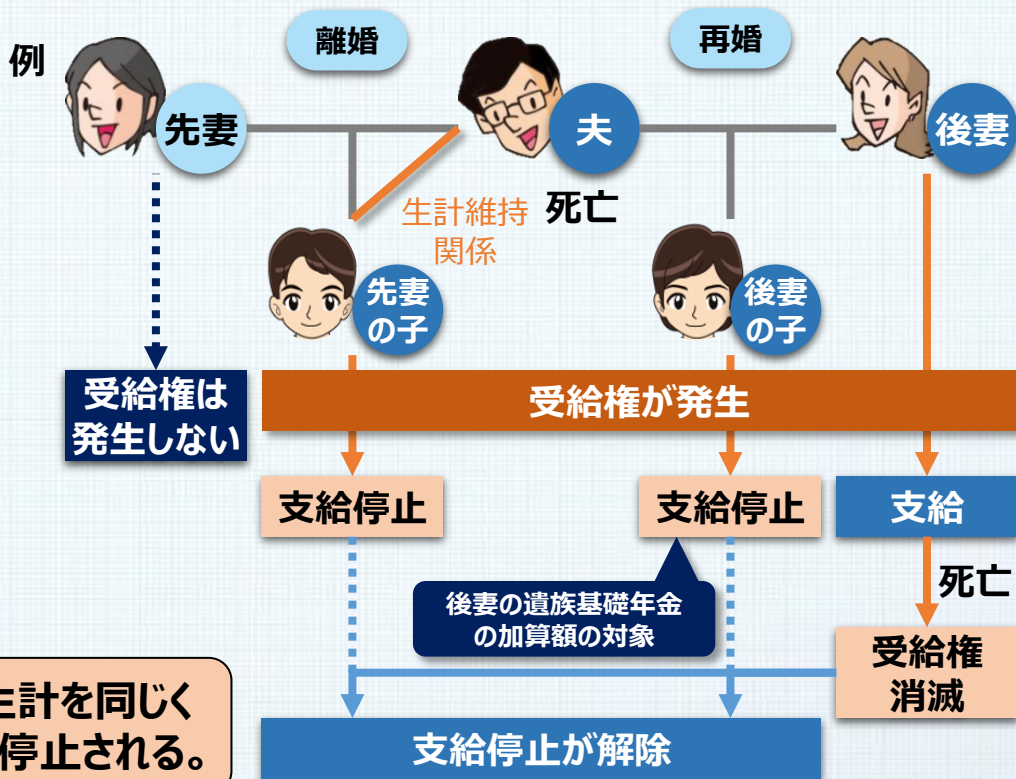 例
離婚
再婚
先妻
夫
後妻
生計維持
関係
死亡
先妻
の子
後妻
の子
受給権は
発生しない
受給権が発生
支給停止
支給停止
支給
後妻の遺族基礎年金
の加算額の対象
死亡
受給権
消滅
生計を同じく
停止される。
支給停止が解除